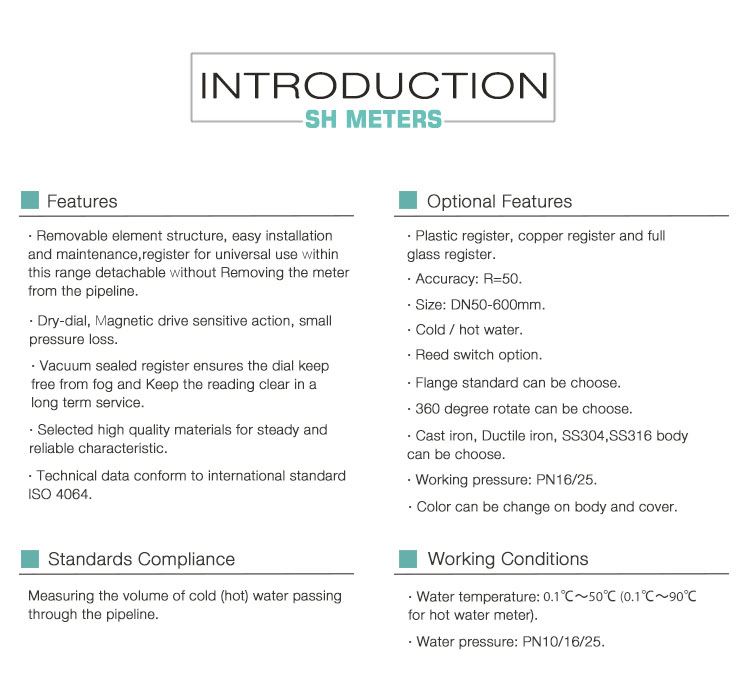 INTRODUCTION
SH METERS
Features
· Removable element structure, easy installation
and maintenance,register for universal use within
this range detachable without Removing the meter
from the pipeline.
· Dry-dial, Magnetic drive sensitive action, small
pressure loss.
· Vacuum sealed register ensures the dial keep
free from fog and Keep the reading clear in a
long term service.
· Selected high quality materials for steady and
reliable characteristic.
· Technical data conform to international standard
ISO 4064.
Optional Features
· Plastic register, copper register and full
glass register.
· Accuracy: R=50.
· Size: DN50-600mm.
· Cold / hot water.
· Reed switch option.
· Flange standard can be choose.
· 360 degree rotate can be choose.
· Cast iron, Ductile iron, SS304,SS316 body
can be choose.
· Working pressure: PN16/25.
· Color can be change on body and cover.
Standards Compliance
Measuring the volume of cold (hot) water passing
through the pipeline.
Working Conditions
· Water temperature: 0.1℃～50℃ (0.1℃～90℃
for hot water meter).
· Water pressure: PN10/16/25.